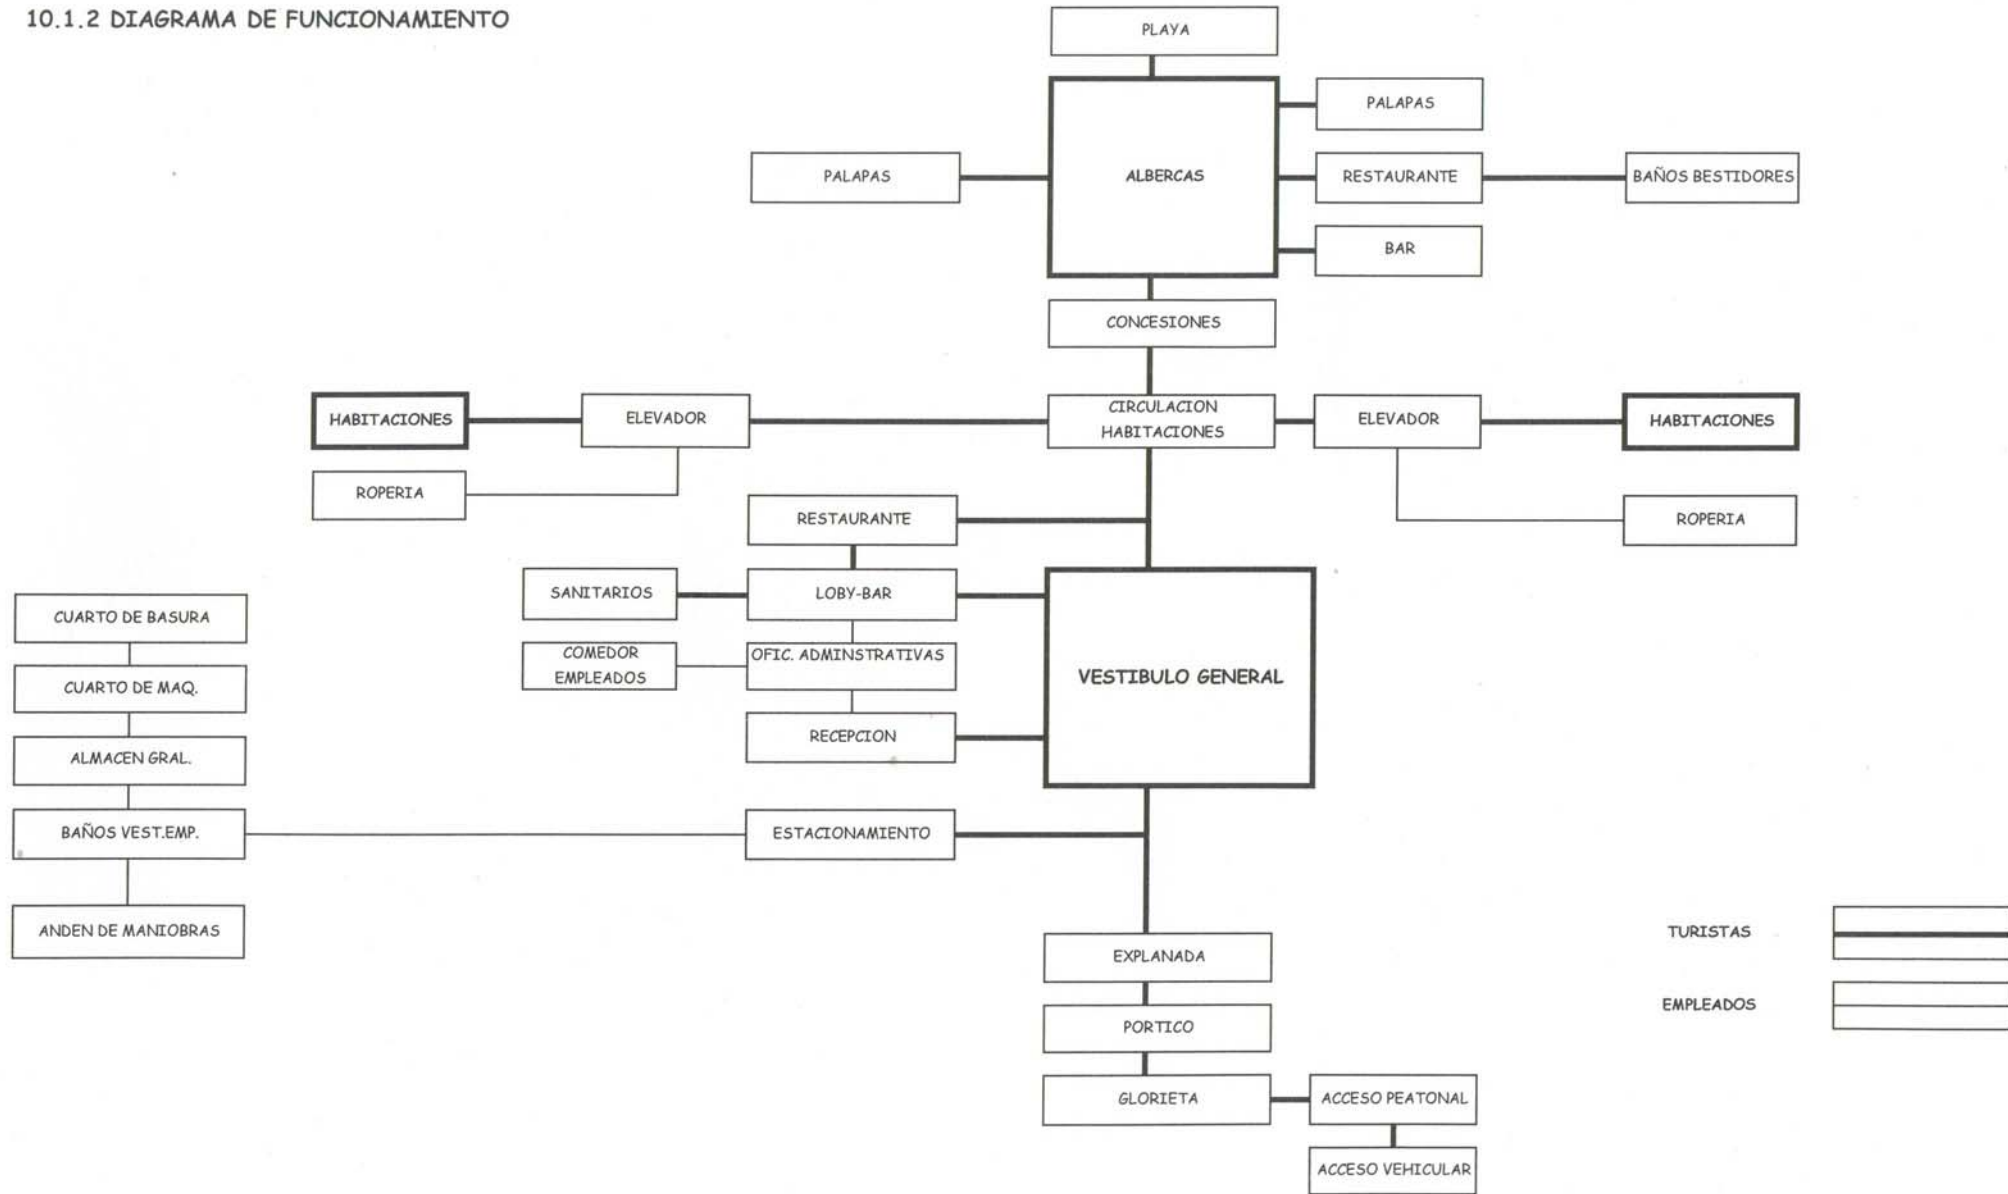 10.1.2 DIAGRAMA DE FUNCIONAMIENTO
PLAYA
PALAPAS
PALAPAS
ALBERCAS
RESTAURANTE
BAÑOS BESTIDORES
BAR
CONCESIONES
HABITACIONES
ELEVADOR
CIRCULACION
HABITACIONES
ELEVADOR
HABITACIONES
ROPERIA
RESTAURANTE
ROPERIA
SANITARIOS
LOBY-BAR
CUARTO DE BASURA
COMEDOR
EMPLEADOS
OFIC. ADMINSTRATIVAS
VESTIBULO GENERAL
CUARTO DE MAQ.
RECEPCION
ALMACEN GRAL.
BAÑOS VEST.EMP.
ESTACIONAMIENTO
ANDEN DE MANIOBRAS
TURISTAS
EXPLANADA
EMPLEADOS
PORTICO
GLORIETA
ACCESO PEATONAL
ACCESO VEHICULAR